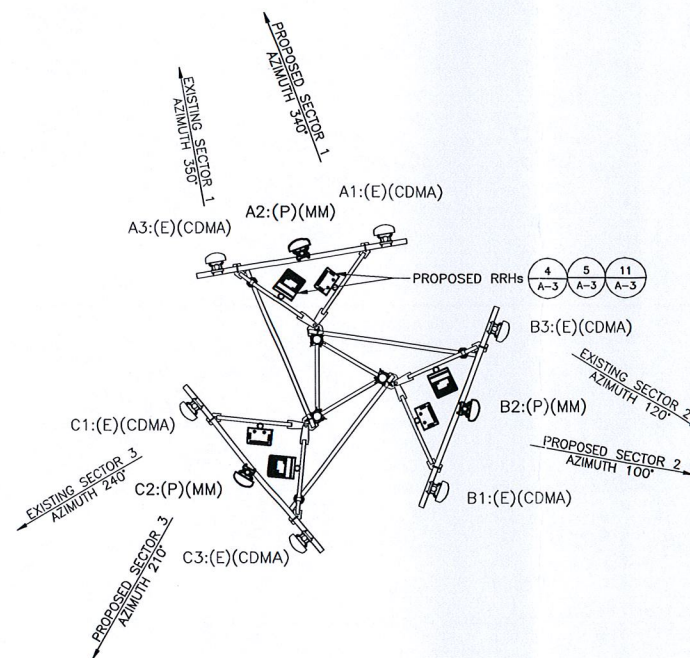 PROPOSED SECTOR 1
AZIMUTH 340°
EXISTING SECTOR 1
AZIMUTH 350°
A1:(E)(CDMA)
A2:(P)(MM)
A3:(E)(CDMA)
PROPOSED RRHs
4
A-3
5
A-3
11
A-3
B3:(E)(CDMA)
EXISTING SECTOR 2
AZIMUTH 120°
B2:(P)(MM)
PROPOSED SECTOR 2
AZIMUTH 100°
B1:(E)(CDMA)
C1:(E)(CDMA)
EXISTING SECTOR 3
AZIMUTH 240°
C2:(P)(MM)
C3:(E)(CDMA)
PROPOSED SECTOR 3
AZIMUTH 210°